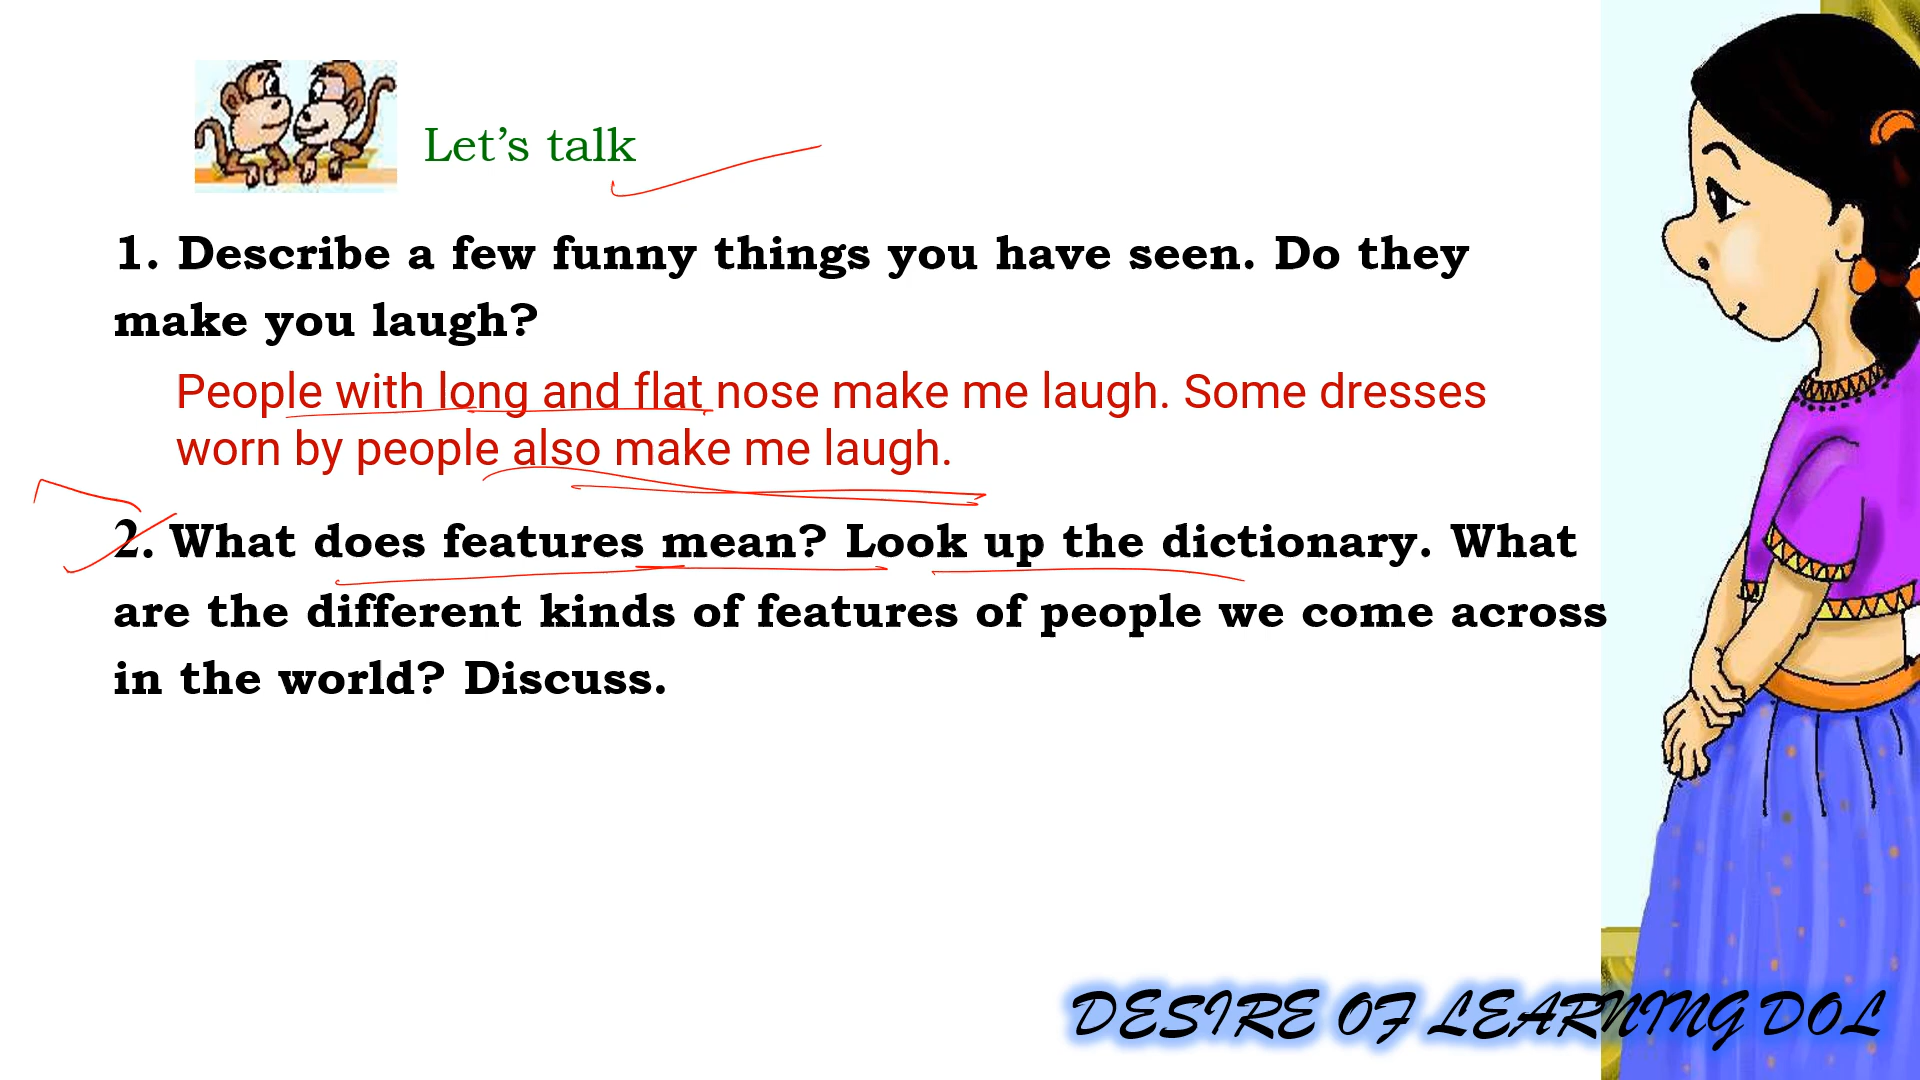 Let’s talk
1. Describe a few funny things you have seen. Do they
make you laugh?
People with long and flat nose make me laugh. Some dresses
worn by people also make me laugh.
2. What does features mean? Look up the dictionary. What
are the different kinds of features of people we come across
in the world? Discuss.
DESIRE OF LEARNING DOL